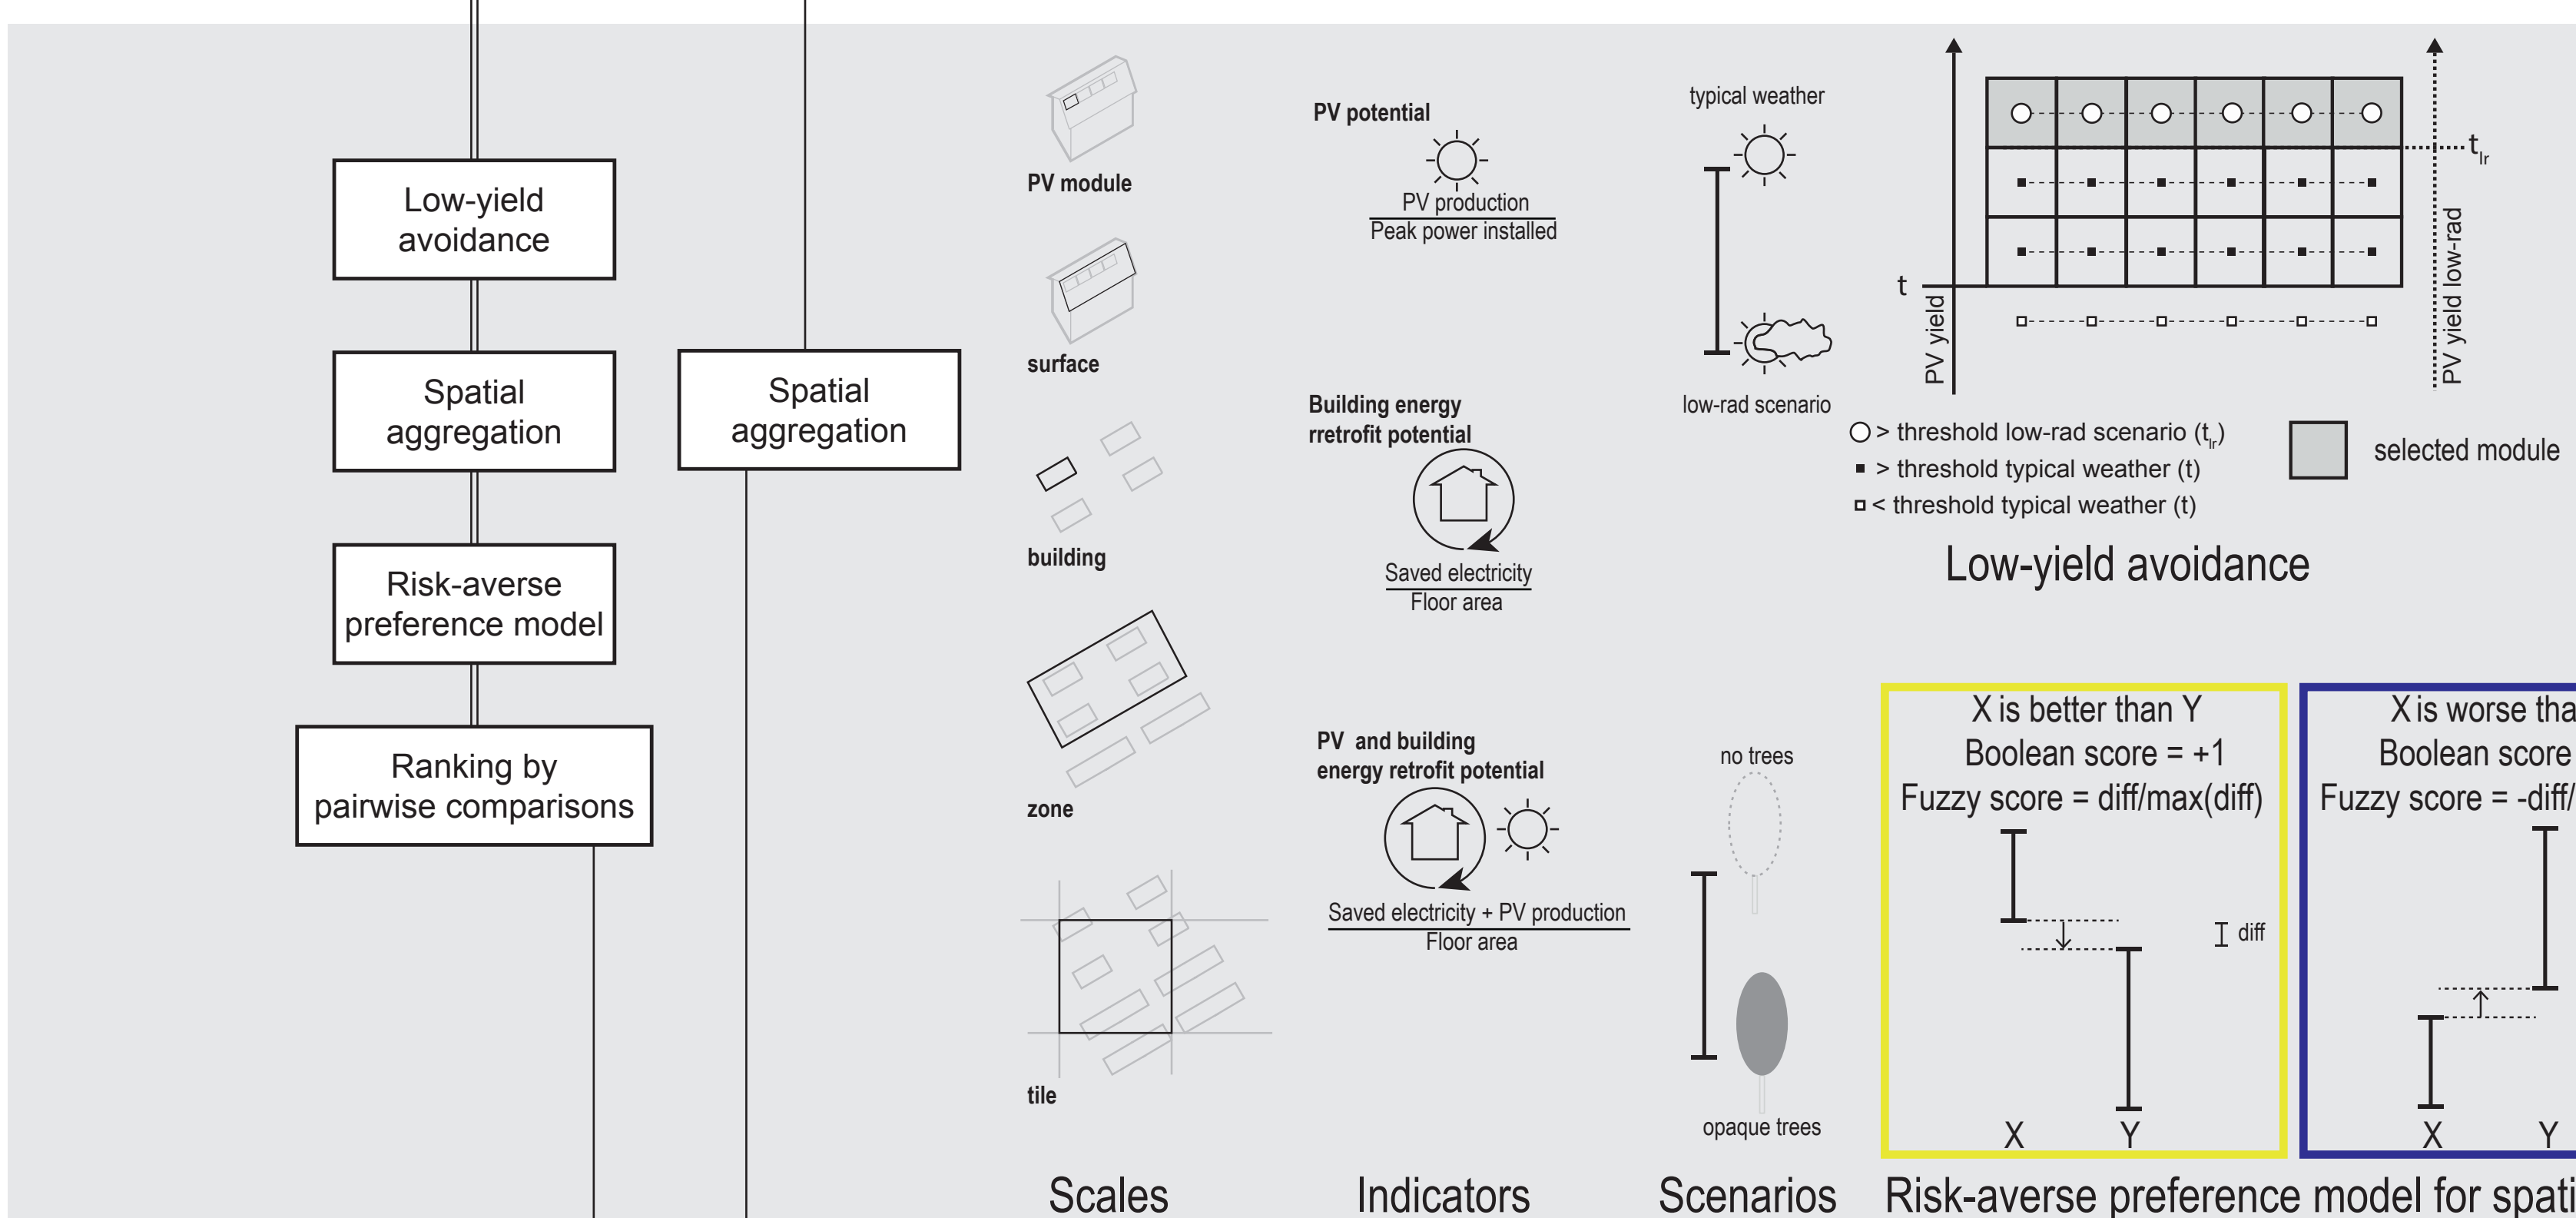 Low-yield
avoidance
Spatial
aggregation
Risk-averse
preference model
Ranking by
pairwise comparisons
Spatial
aggregation
PV module
surface
building
zone
tile
Scales
PV potential
PV production
Peak power installed
Building energy
rretrofit potential
Saved electricity
Floor area
PV and building
energy retrofit potential
Saved electricity + PV production
Floor area
Indicators
typical weather
low-rad scenario
no trees
opaque trees
Scenarios
t
PV yield
t_lr
PV yield low-rad
> threshold low-rad scenario (t_lr)
> threshold typical weather (t)
< threshold typical weather (t)
selected module
Low-yield avoidance
X is better than Y
Boolean score = +1
Fuzzy score = diff/max(diff)
diff
X Y
X is worse tha
Boolean score
Fuzzy score = -diff/
X Y
Risk-averse preference model for spati